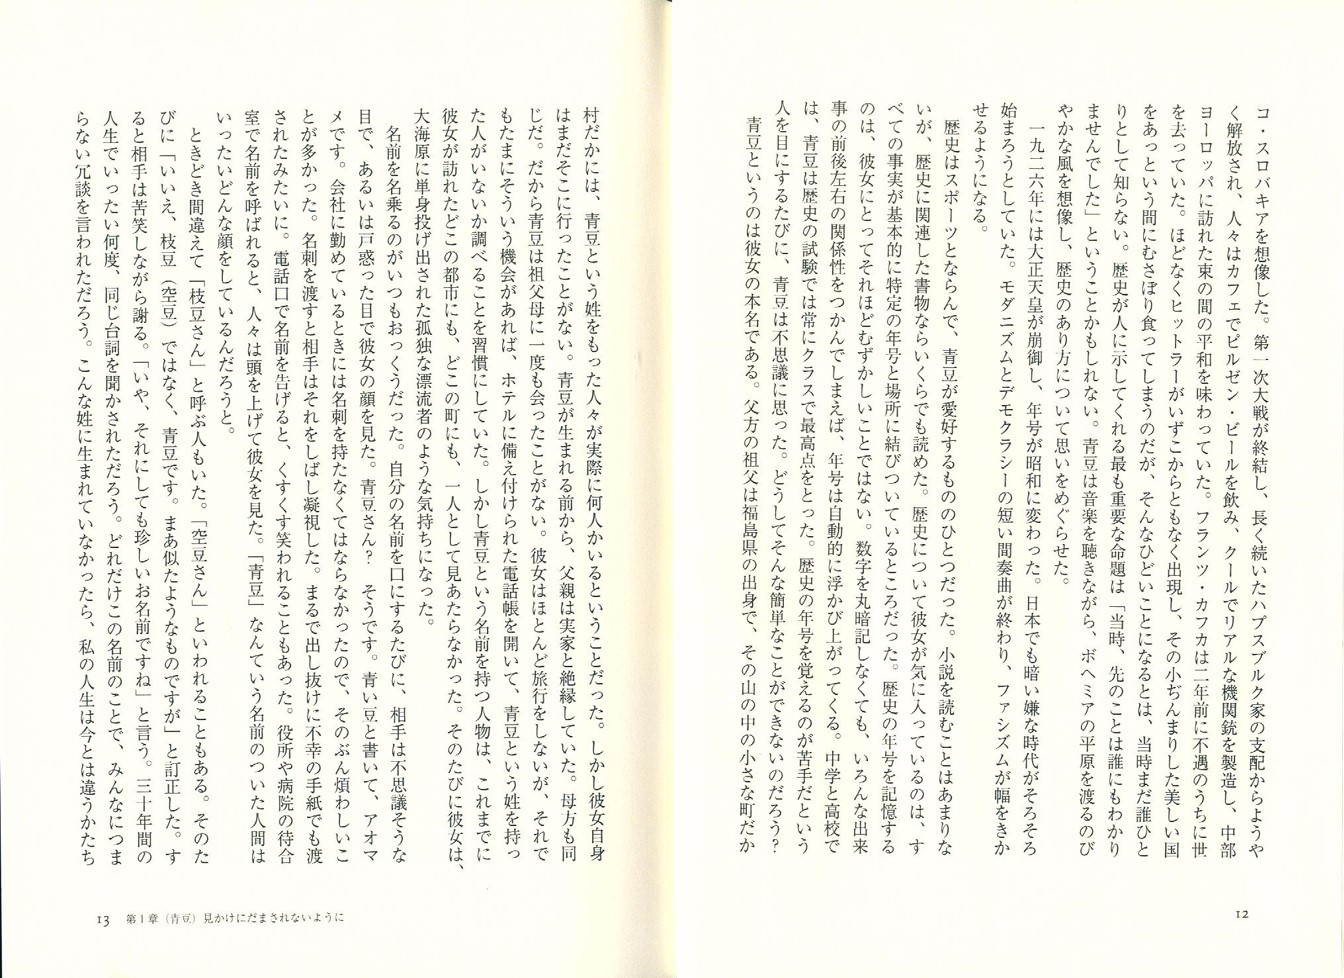 コ・スロバキアを想像した。第一次大戦が終結し、長く続いたハプスブルク家の支配からようや
く解放され、人々はカフェでピルゼン・ビールを飲み、クールでリアルな機関銃を製造し、中部
ヨーロッパに訪れた束の間の平和を味わっていた。フランツ・カフカは二年前に不遇のうちに世
を去っていた。ほどなくヒットラーがいずこからともなく出現し、その小ぢんまりした美しい国
をあっという間にむさぼり食ってしまうのだが、そんなひどいことになるとは、当時まだ誰ひと
りとして知らない。歴史が人に示してくれる最も重要な命題は「当時、先のことは誰にもわかり
ませんでした」ということかもしれない。青豆は音楽を聴きながら、ボヘミアの平原を渡るのび
やかな風を想像し、歴史のあり方について思いをめぐらせた。
一九二六年には大正天皇が崩御し、年号が昭和に変わった。日本でも暗い嫌な時代がそろそろ
始まろうとしていた。モダニズムとデモクラシーの短い間奏曲が終わり、ファシズムが幅をきか
せるようになる。
歴史はスポーツとならんで、青豆が愛好するもののひとつだった。小説を読むことはあまりな
いが、歴史に関連した書物ならいくらでも読めた。歴史について彼女が気に入っているのは、す
べての事実が基本的に特定の年号と場所に結びついているところだった。歴史の年号を記憶する
のは、彼女にとってそれほどむずかしいことではない。数字を丸暗記しなくても、いろんな出来
事の前後左右の関係性をつかんでしまえば、年号は自動的に浮かび上がってくる。中学と高校で
は、青豆は歴史の試験では常にクラスで最高点をとった。歴史の年号を覚えるのが苦手だという
人を目にするたびに、青豆は不思議に思った。どうしてそんな簡単なことができないのだろう?
青豆というのは彼女の本名である。父方の祖父は福島県の出身で、その山の中の小さな町だか
12
村だかには、青豆という姓をもった人々が実際に何人かいるということだった。しかし彼女自身
はまだそこに行ったことがない。青豆が生まれる前から、父親は実家と絶縁していた。母方も同
じだ。だから青豆は祖父母に一度も会ったことがない。彼女はほとんど旅行をしないが、それで
もたまにそういう機会があれば、ホテルに備え付けられた電話帳を開いて、青豆という姓を持っ
た人がいないか調べることを習慣にしていた。しかし青豆という名前を持つ人物は、これまでに
彼女が訪れたどこの都市にも、どこの町にも、一人として見あたらなかった。そのたびに彼女は、
大海原に単身投げ出された孤独な漂流者のような気持ちになった。
名前を名乗るのがいつもおっくうだった。自分の名前を口にするたびに、相手は不思議そうな
目で、あるいは戸惑った目で彼女の顔を見た。青豆さん? そうです。青い豆と書いて、アオマ
メです。会社に勤めているときには名刺を持たなくてはならなかったので、そのぶん煩わしいこ
とが多かった。名刺を渡すと相手はそれをしばし凝視した。まるで出し抜けに不幸の手紙でも渡
されたみたいに。電話口で名前を告げると、くすくす笑われることもあった。役所や病院の待合
室で名前を呼ばれると、人々は頭を上げて彼女を見た。「青豆」なんていう名前のついた人間は
いったいどんな顔をしているんだろうと。
ときどき間違えて「枝豆さん」と呼ぶ人もいた。「空豆さん」といわれることもある。そのた
びに「いいえ、枝豆(空豆)ではなく、青豆です。まあ似たようなものですが」と訂正した。す
ると相手は苦笑しながら謝る。「いや、それにしても珍しいお名前ですね」と言う。三十年間の
人生でいったい何度、同じ台詞を聞かされただろう。どれだけこの名前のことで、みんなにつま
らない冗談を言われただろう。こんな姓に生まれていなかったら、私の人生は今とは違うかたち
13 第1章(青豆)見かけにだまされないように